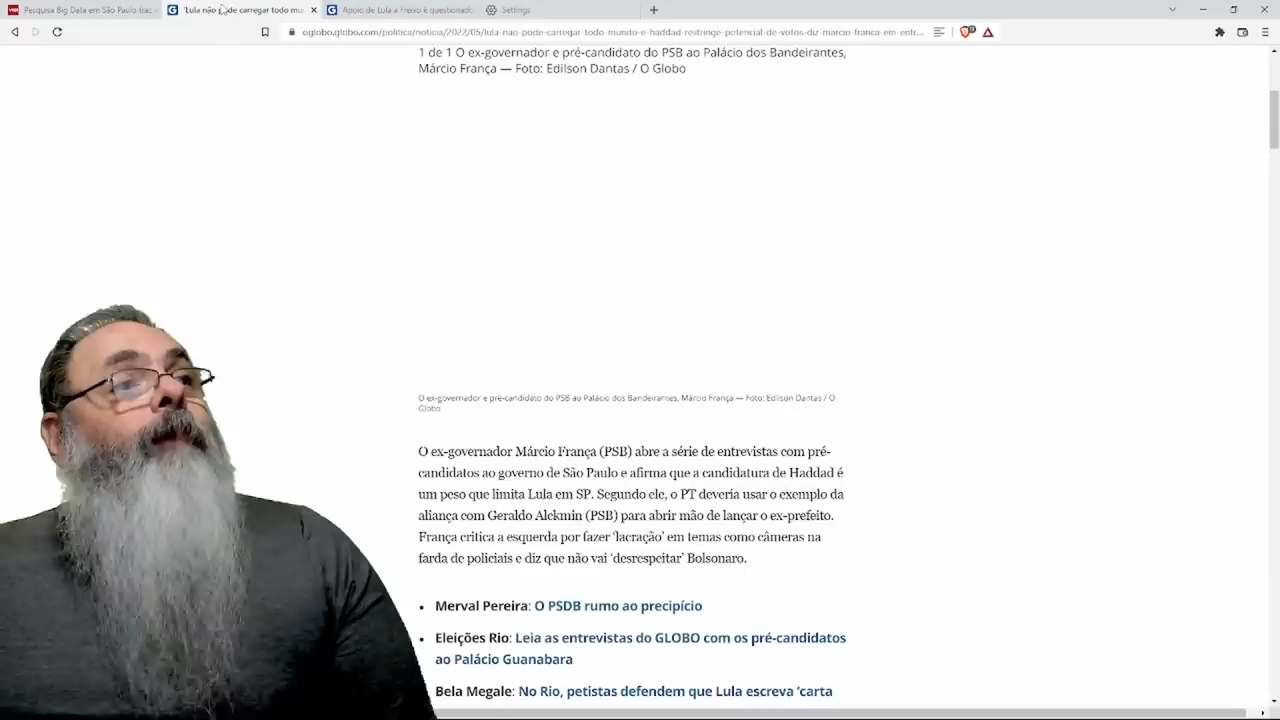 Pesquisa Big Data em São Paulo traz
'Lula não pode carregar todo mu
Apoio de Lula a Freixo é questionado
Settings
oglobo.globo.com/politica/noticia/2022/05/lula-nao-pode-carregar-todo-mundo-e-haddad-restringe-potencial-de-votos-diz-marcio-franca-em-entr...
1 de 1 O ex-governador e pré-candidato do PSB ao Palácio dos Bandeirantes,
Márcio França — Foto: Edilson Dantas / O Globo
O ex-governador e pré-candidato do PSB ao Palácio dos Bandeirantes, Márcio França — Foto: Edilson Dantas / O
Globo
O ex-governador Márcio França (PSB) abre a série de entrevistas com pré-
candidatos ao governo de São Paulo e afirma que a candidatura de Haddad é
um peso que limita Lula em SP. Segundo ele, o PT deveria usar o exemplo da
aliança com Geraldo Alckmin (PSB) para abrir mão de lançar o ex-prefeito.
França critica a esquerda por fazer 'lacração' em temas como câmeras na
farda de policiais e diz que não vai 'desrespeitar' Bolsonaro.
• Merval Pereira: O PSDB rumo ao precipício
• Eleições Rio: Leia as entrevistas do GLOBO com os pré-candidatos
ao Palácio Guanabara
Bela Megale: No Rio, petistas defendem que Lula escreva 'carta